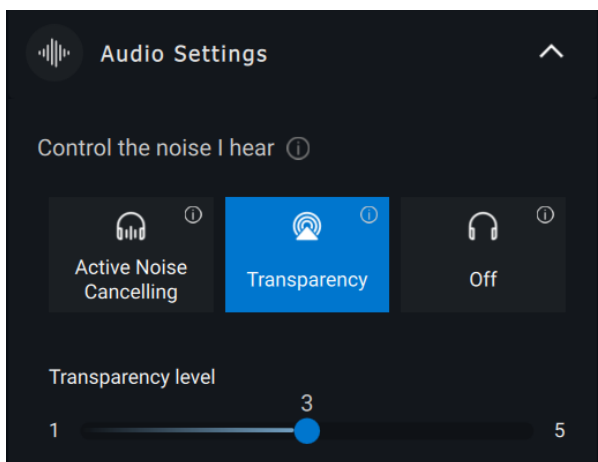 Audio Settings
Control the noise I hear
Active Noise
Cancelling
Transparency
Off
Transparency level
3
1
5